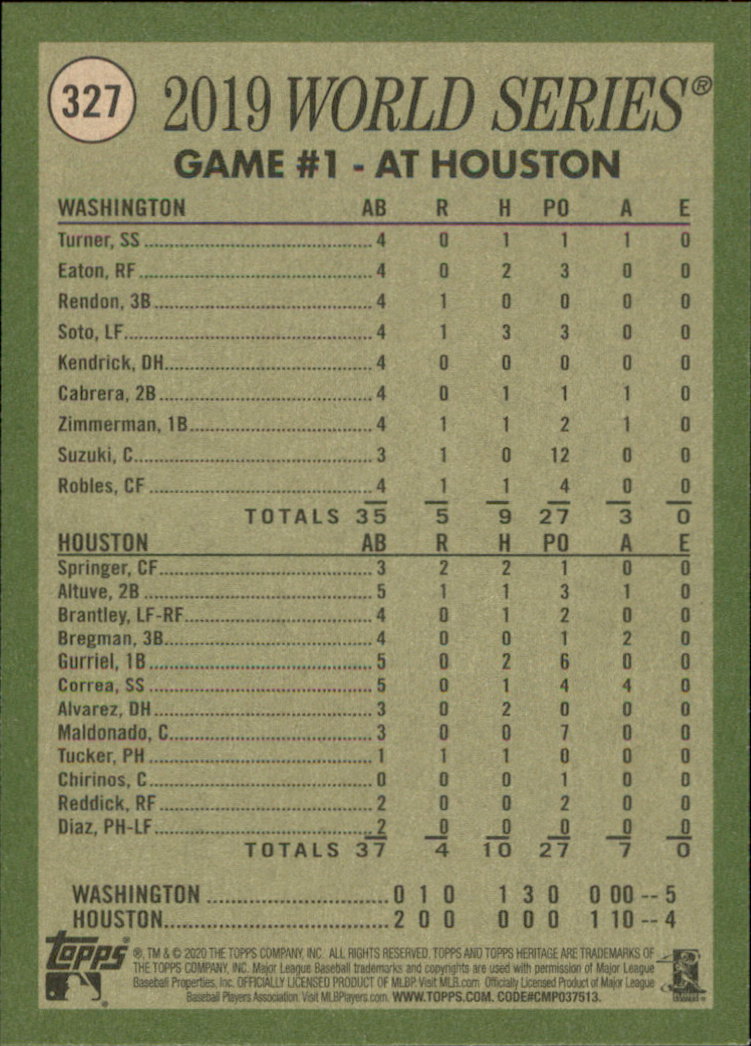 327
2019 WORLD SERIES®
GAME #1 - AT HOUSTON
WASHINGTON AB R H PO A E
Turner, SS 4 0 1 1 1 0
Eaton, RF 4 0 2 3 0 0
Rendon, 3B 4 1 0 0 0 0
Soto, LF 4 1 3 3 0 0
Kendrick, DH 4 0 0 0 0 0
Cabrera, 2B 4 0 1 1 1 0
Zimmerman, 1B 4 1 1 2 1 0
Suzuki, C 3 1 0 12 0 0
Robles, CF 4 1 1 4 0 0
TOTALS 35 5 9 27 3 0
HOUSTON AB R H PO A E
Springer, CF 3 2 2 1 0 0
Altuve, 2B 5 1 1 3 1 0
Brantley, LF-RF 4 0 1 2 0 0
Bregman, 3B 4 0 0 1 2 0
Gurriel, 1B 5 0 2 6 0 0
Correa, SS 5 0 1 4 4 0
Alvarez, DH 3 0 2 0 0 0
Maldonado, C 3 0 0 7 0 0
Tucker, PH 1 1 1 0 0 0
Chirinos, C 0 0 0 1 0 0
Reddick, RF 2 0 0 2 0 0
Diaz, PH-LF 2 0 0 0 0 0
TOTALS 37 4 10 27 7 0
WASHINGTON 0 1 0 1 3 0 0 00 -- 5
HOUSTON 2 0 0 0 0 0 1 10 -- 4
topps
®, TM & © 2020 THE TOPPS COMPANY, INC. ALL RIGHTS RESERVED. TOPPS AND TOPPS HERITAGE ARE TRADEMARKS OF
THE TOPPS COMPANY, INC. Major League Baseball trademarks and copyrights are used with permission of Major League
Baseball Properties, Inc. OFFICIALLY LICENSED PRODUCT OF MLBP. Visit MLB.com Officially Licensed Product of Major League
Baseball Players Association. Visit MLBPlayers.com. WWW.TOPPS.COM. CODE#CMP037513.